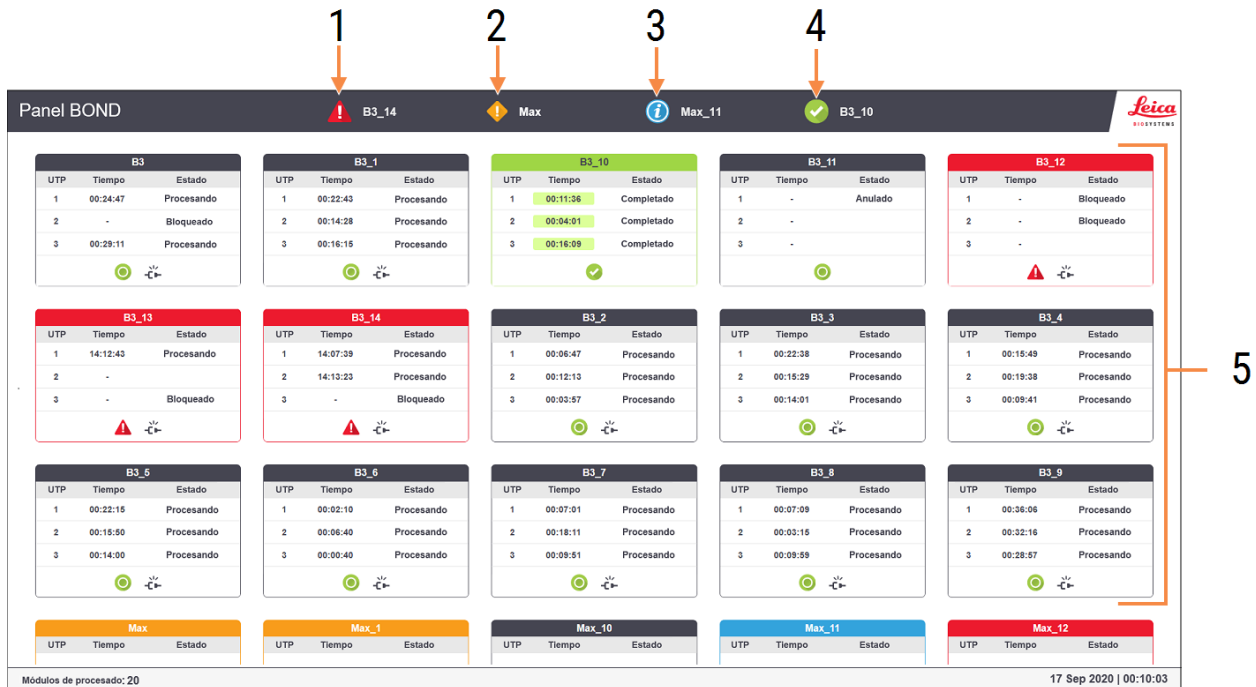 1 2 3 4
Panel BOND B3_14 Max Max_11 B3_10 Leica
BIOSYSTEMS
B3 B3_1 B3_10 B3_11 B3_12
UTP Tiempo Estado UTP Tiempo Estado UTP Tiempo Estado UTP Tiempo Estado UTP Tiempo Estado
1 00:24:47 Procesando 1 00:22:43 Procesando 1 00:11:36 Completado 1 - Anulado 1 - Bloqueado
2 - Bloqueado 2 00:14:28 Procesando 2 00:04:01 Completado 2 - 2 - Bloqueado
3 00:29:11 Procesando 3 00:16:15 Procesando 3 00:16:09 Completado 3 - 3 -
B3_13 B3_14 B3_2 B3_3 B3_4
UTP Tiempo Estado UTP Tiempo Estado UTP Tiempo Estado UTP Tiempo Estado UTP Tiempo Estado
1 14:12:43 Procesando 1 14:07:39 Procesando 1 00:06:47 Procesando 1 00:22:38 Procesando 1 00:15:49 Procesando
2 - 2 14:13:23 Procesando 2 00:12:13 Procesando 2 00:15:29 Procesando 2 00:19:38 Procesando
3 - Bloqueado 3 - Bloqueado 3 00:03:57 Procesando 3 00:14:01 Procesando 3 00:09:41 Procesando
5
B3_5 B3_6 B3_7 B3_8 B3_9
UTP Tiempo Estado UTP Tiempo Estado UTP Tiempo Estado UTP Tiempo Estado UTP Tiempo Estado
1 00:22:15 Procesando 1 00:02:10 Procesando 1 00:07:01 Procesando 1 00:07:09 Procesando 1 00:36:06 Procesando
2 00:15:50 Procesando 2 00:06:40 Procesando 2 00:18:11 Procesando 2 00:03:15 Procesando 2 00:32:16 Procesando
3 00:14:00 Procesando 3 00:00:40 Procesando 3 00:09:51 Procesando 3 00:09:59 Procesando 3 00:28:57 Procesando
Max Max_1 Max_10 Max_11 Max_12
UTP Tiempo Estado UTP Tiempo Estado UTP Tiempo Estado UTP Tiempo Estado UTP Tiempo Estado
Módulos de procesado: 20 17 Sep 2020 | 00:10:03